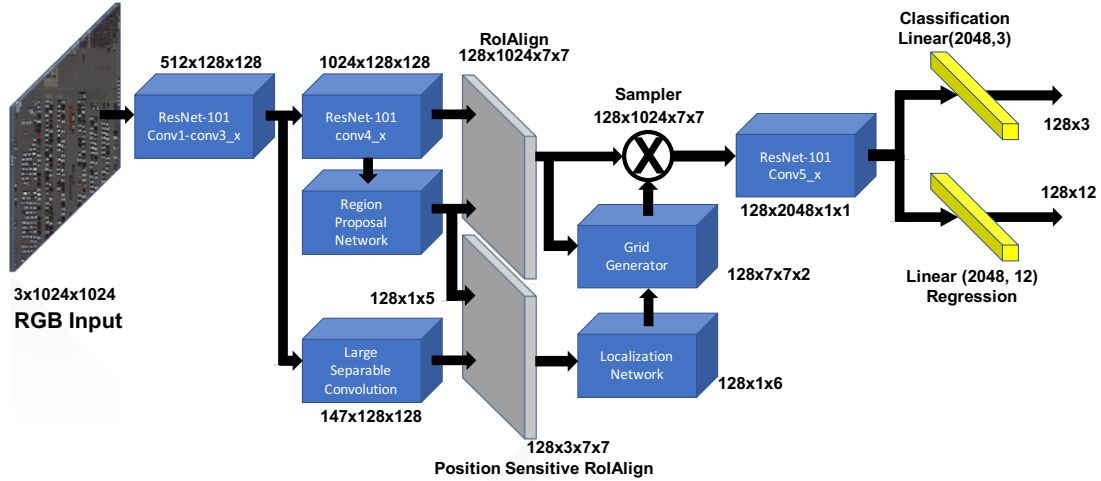 3x1024x1024
RGB Input
512x128x128
ResNet-101
Conv1-conv3_x
1024x128x128
ResNet-101
conv4_x
Region
Proposal
Network
128x1x5
Large
Separable
Convolution
147x128x128
RoIAlign
128x1024x7x7
128x3x7x7
Position Sensitive RoIAlign
Sampler
128x1024x7x7
X
Grid
Generator
128x7x7x2
Localization
Network
128x1x6
ResNet-101
Conv5_x
128x2048x1x1
Classification
Linear(2048,3)
128x3
128x12
Linear (2048, 12)
Regression